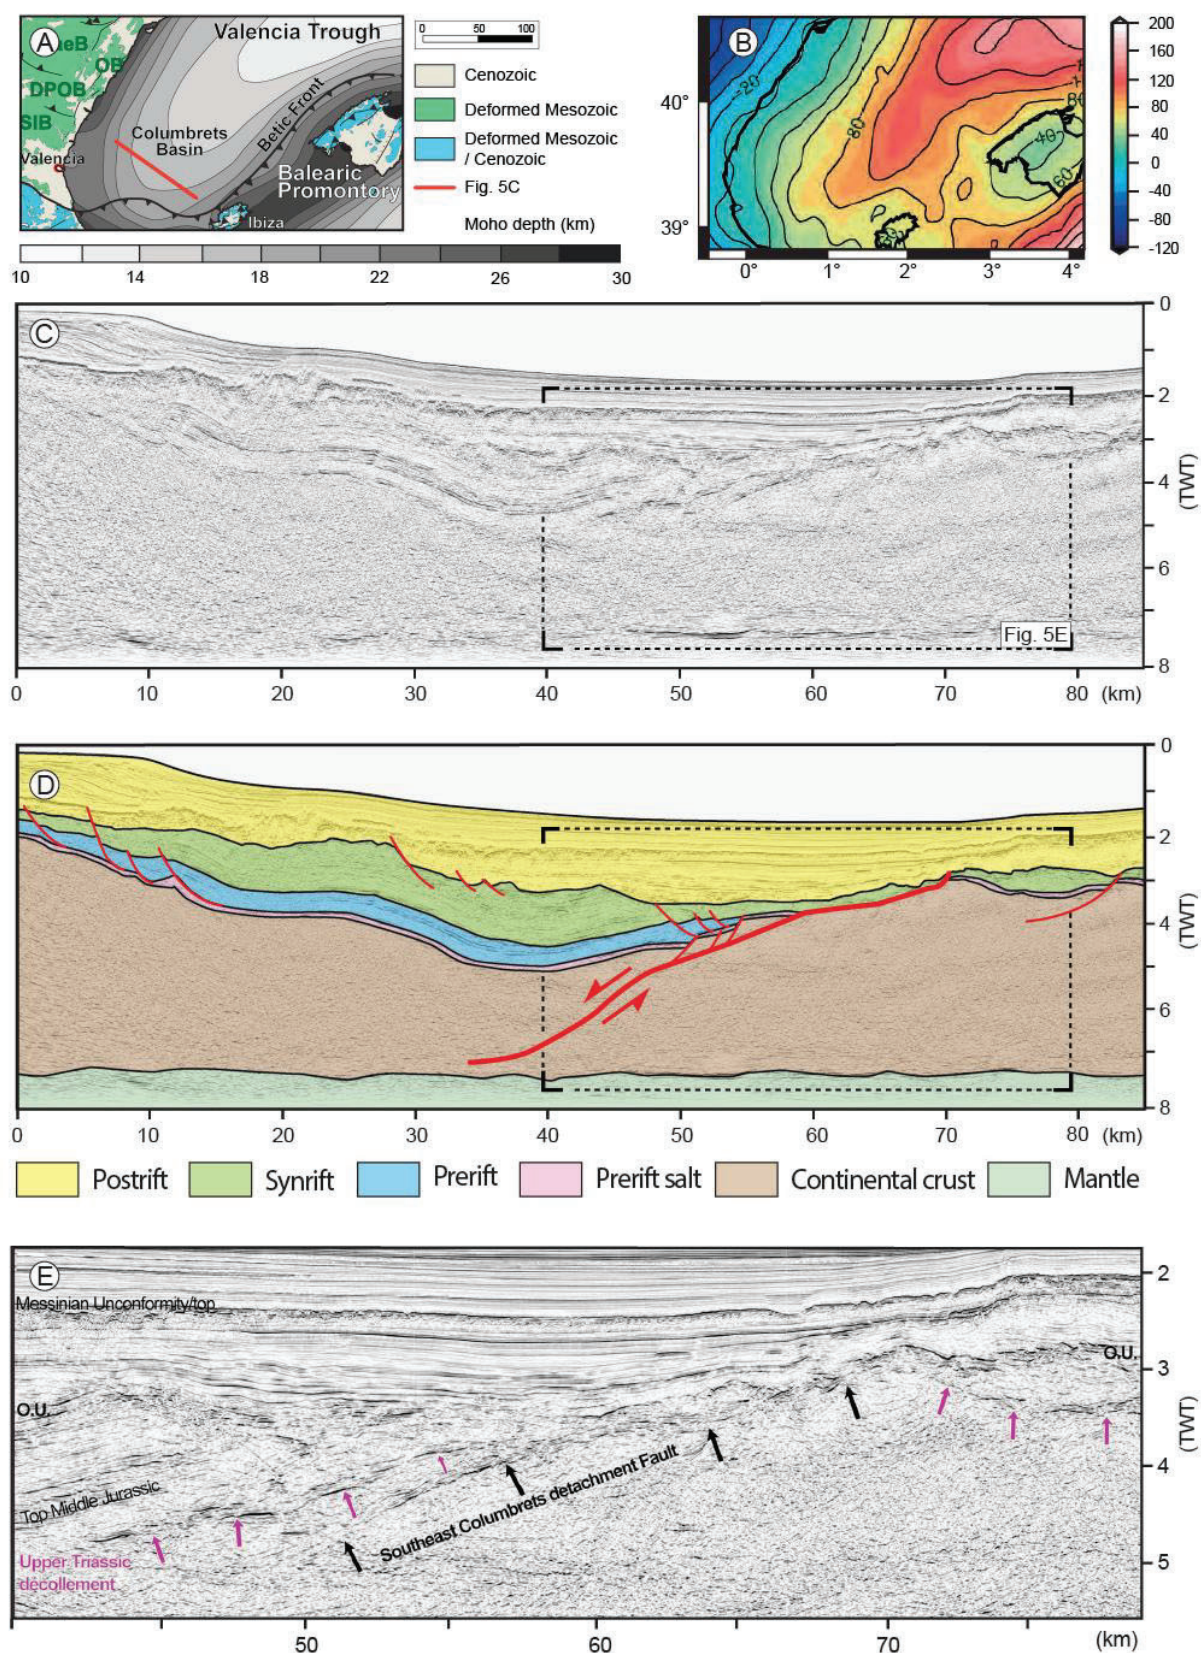 A
aeB
OB
DPOB
SIB
Valencia
Valencia Trough
Columbrets
Basin
Betic Front
Balearic
Promontory
Ibiza
0 50 100
Cenozoic
Deformed Mesozoic
Deformed Mesozoic
/ Cenozoic
Fig. 5C
Moho depth (km)
10 14 18 22 26 30
B
40°
39°
0° 1° 2° 3° 4°
-20
80
80
40
60
200
160
120
80
40
0
-40
-80
-120
C
0
2
4
6
8
(TWT)
Fig. 5E
0 10 20 30 40 50 60 70 80 (km)
D
0
2
4
6
8
(TWT)
0 10 20 30 40 50 60 70 80 (km)
Postrift Synrift Prerift Prerift salt Continental crust Mantle
E
Messinian Unconformity/top
O.U.
O.U.
Top Middle Jurassic
Southeast Columbrets detachment Fault
Upper Triassic
décollement
2
3
4
5
(TWT)
50 60 70 (km)